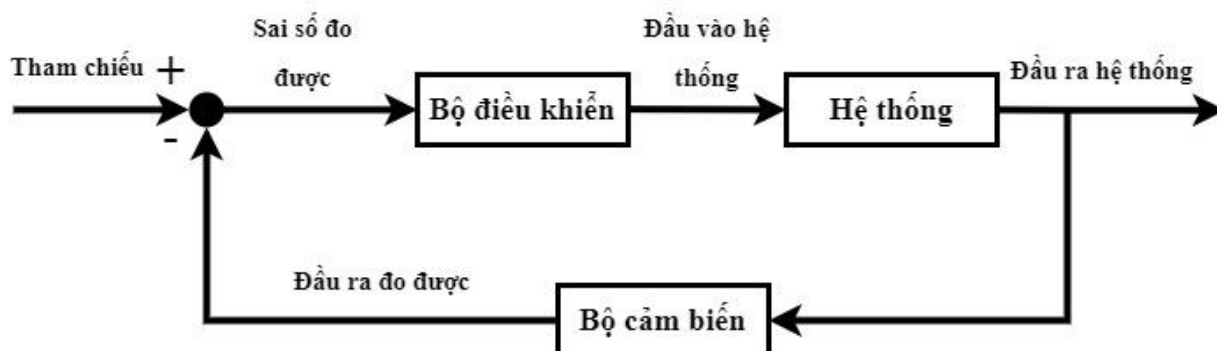 Tham chiếu
+
-
Sai số đo
được
Bộ điều khiển
Đầu vào hệ
thống
Hệ thống
Đầu ra hệ thống
Đầu ra đo được
Bộ cảm biến